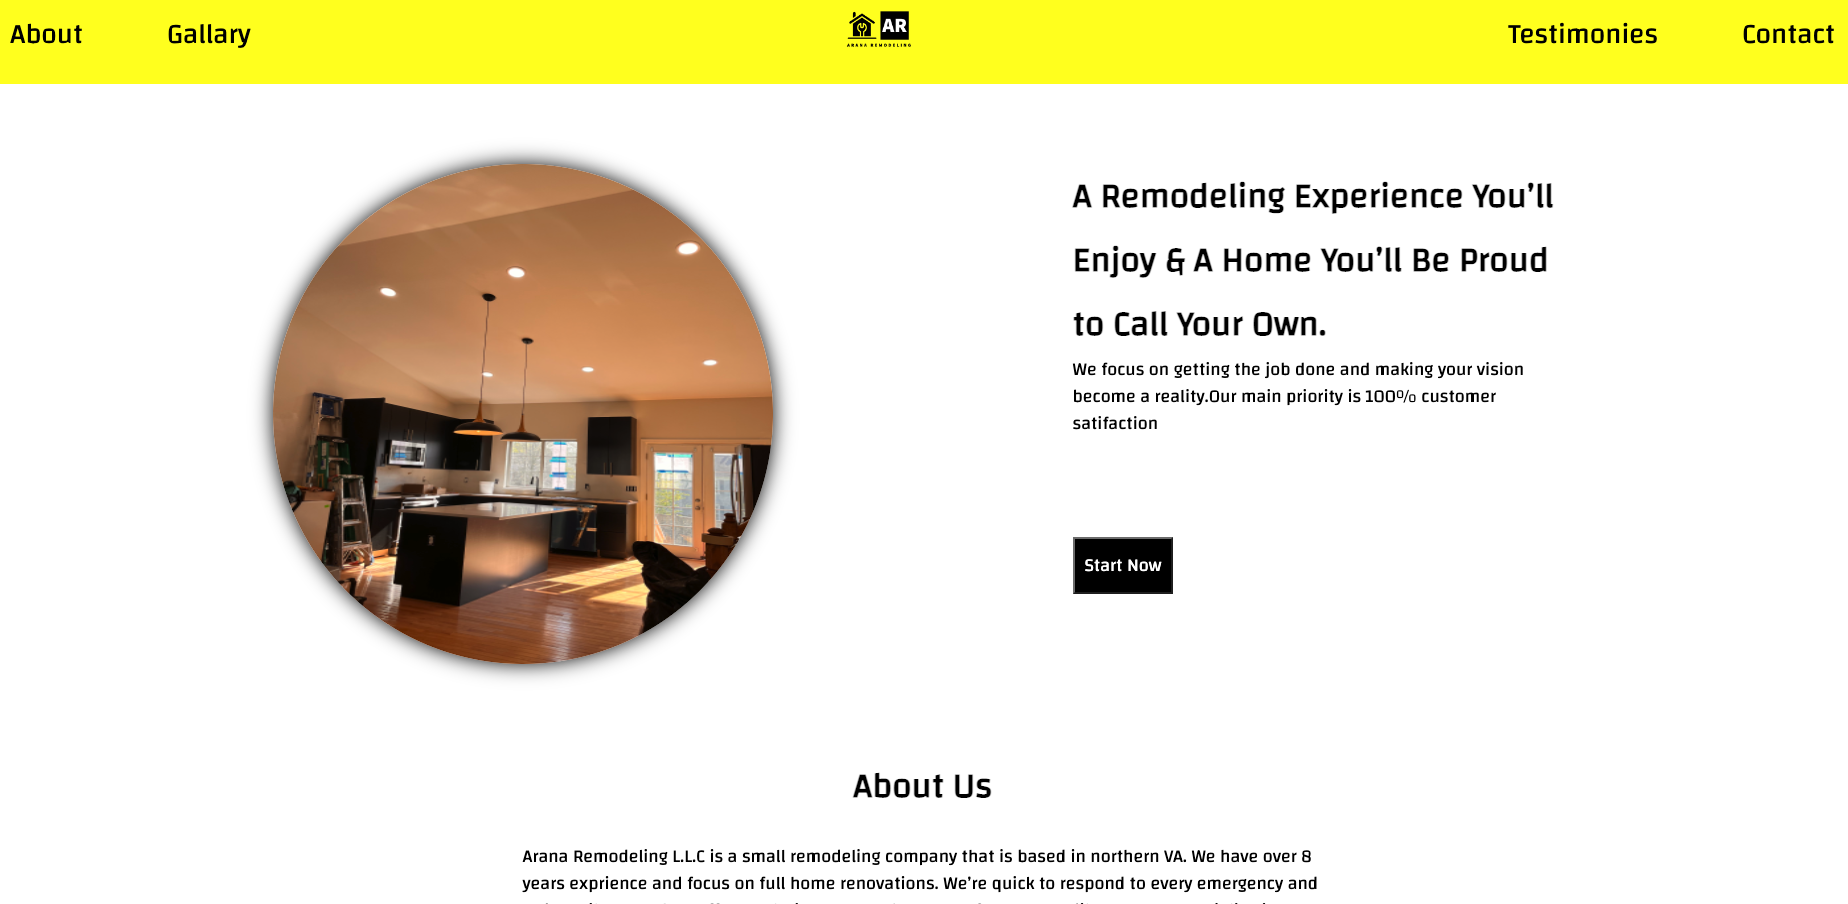 About
Gallary
AR
ARANA REMODELING
Testimonies
Contact
A Remodeling Experience You'll
Enjoy & A Home You'll Be Proud
to Call Your Own.
We focus on getting the job done and making your vision
become a reality.Our main priority is 100% customer
satifaction
Start Now
About Us
Arana Remodeling L.L.C is a small remodeling company that is based in northern VA. We have over 8
years exprience and focus on full home renovations. We're quick to respond to every emergency and